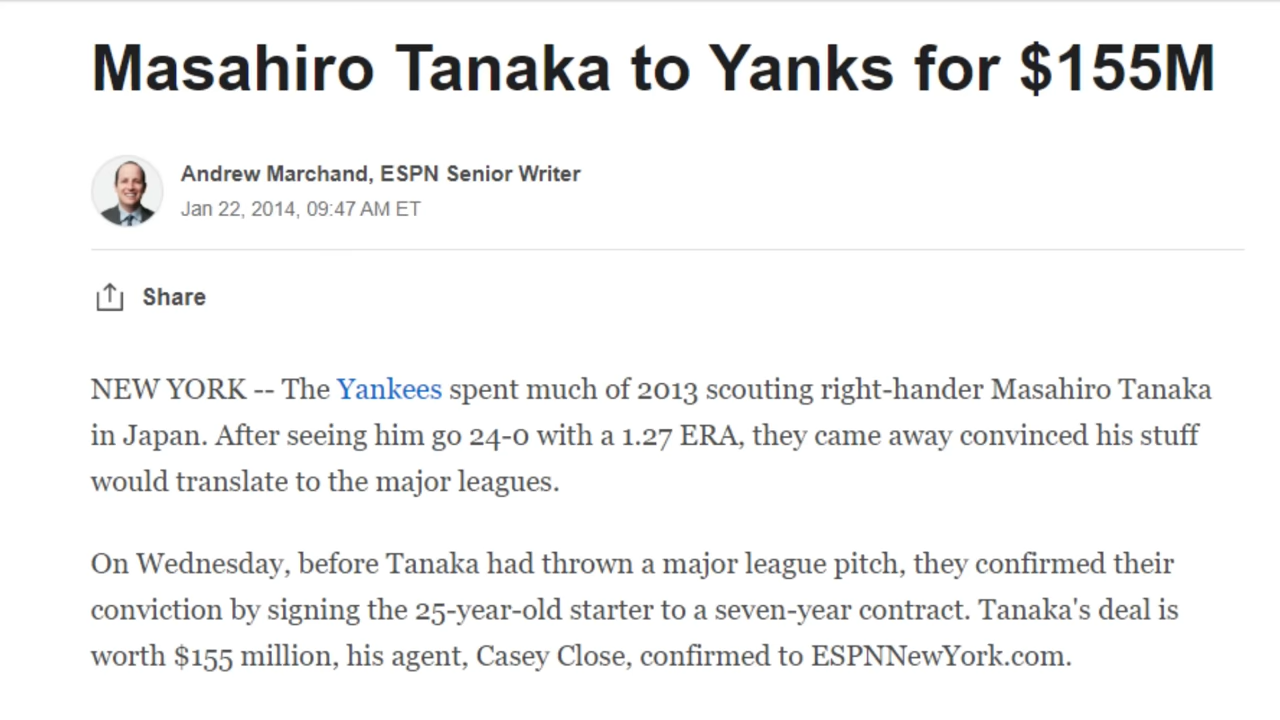 Masahiro Tanaka to Yanks for $155M
Andrew Marchand, ESPN Senior Writer
Jan 22, 2014, 09:47 AM ET
Share
NEW YORK -- The Yankees spent much of 2013 scouting right-hander Masahiro Tanaka
in Japan. After seeing him go 24-0 with a 1.27 ERA, they came away convinced his stuff
would translate to the major leagues.
On Wednesday, before Tanaka had thrown a major league pitch, they confirmed their
conviction by signing the 25-year-old starter to a seven-year contract. Tanaka's deal is
worth $155 million, his agent, Casey Close, confirmed to ESPNNewYork.com.